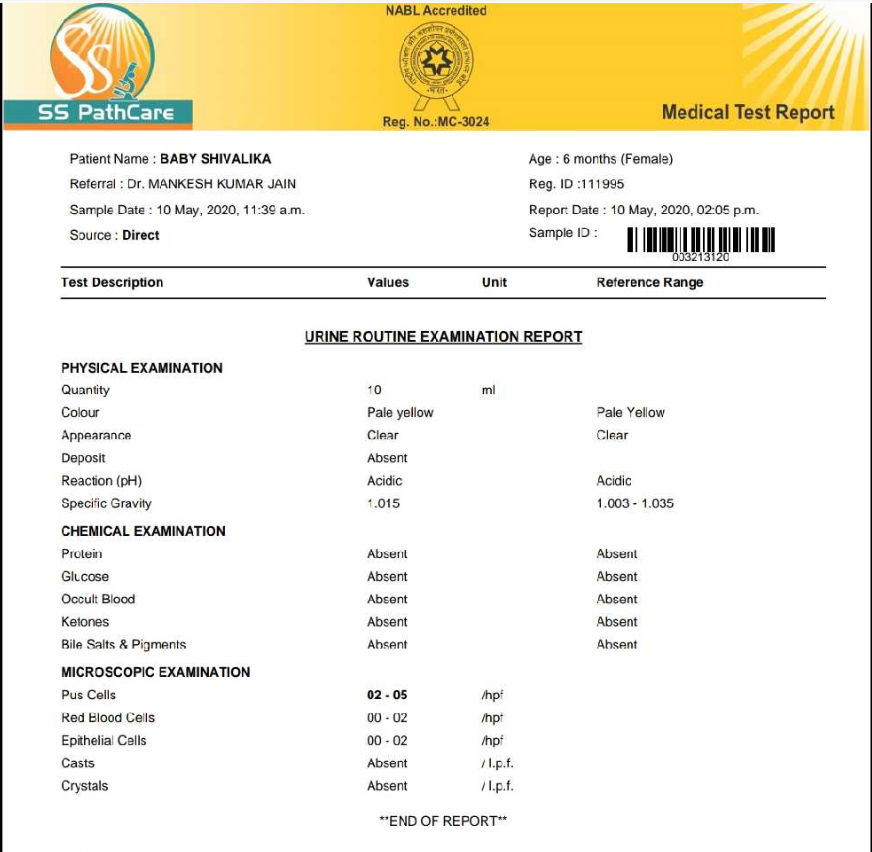 NABL Accredited
SS
SS PathCare
Reg. No.:MC-3024
Medical Test Report
Patient Name : BABY SHIVALIKA
Age : 6 months (Female)
Referral : Dr. MANKESH KUMAR JAIN
Reg. ID :111995
Sample Date : 10 May, 2020, 11:39 a.m.
Report Date : 10 May, 2020, 02:05 p.m.
Source : Direct
Sample ID :
003213120
Test Description Values Unit Reference Range
URINE ROUTINE EXAMINATION REPORT
PHYSICAL EXAMINATION
Quantity 10 ml
Colour Pale yellow Pale Yellow
Appearance Clear Clear
Deposit Absent
Reaction (pH) Acidic Acidic
Specific Gravity 1.015 1.003 - 1.035
CHEMICAL EXAMINATION
Protein Absent Absent
Glucose Absent Absent
Occult Blood Absent Absent
Ketones Absent Absent
Bile Salts & Pigments Absent Absent
MICROSCOPIC EXAMINATION
Pus Cells 02 - 05 /hpf
Red Blood Cells 00 - 02 /hpf
Epithelial Cells 00 - 02 /hpf
Casts Absent / l.p.f.
Crystals Absent / l.p.f.
**END OF REPORT**